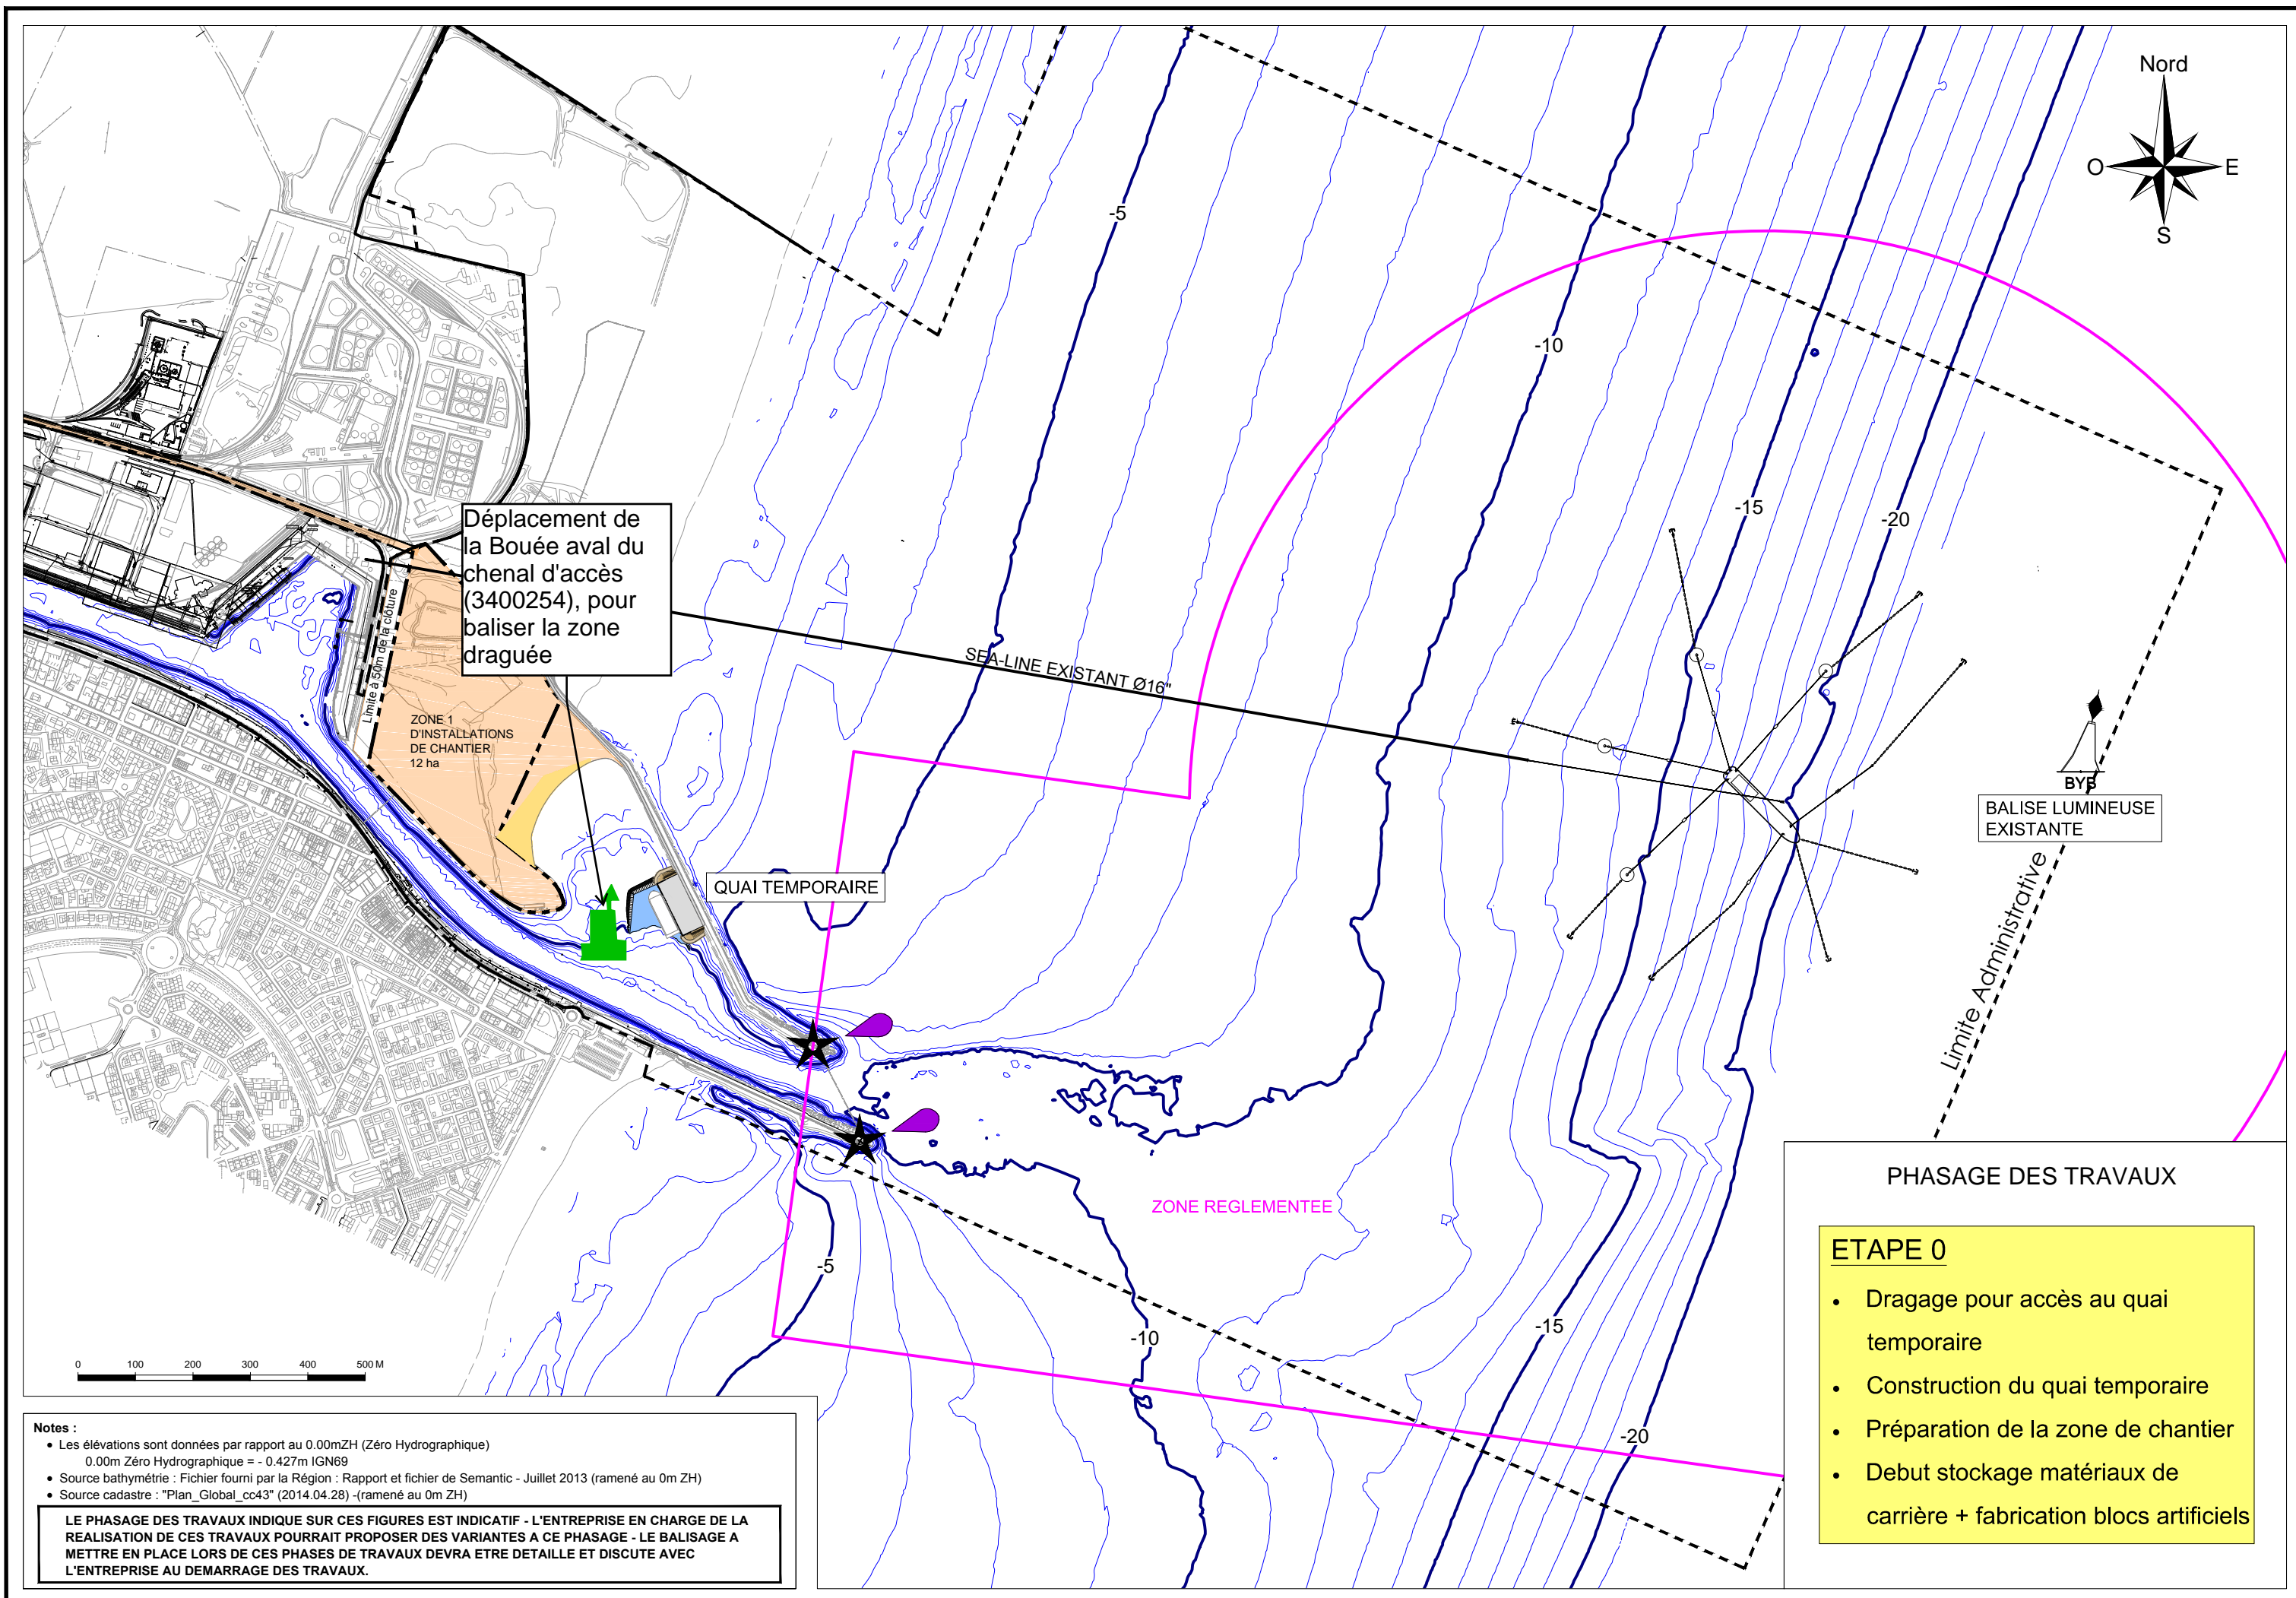 Nord
O
E
S
-5
-10
-15
-20
Déplacement de
la Bouée aval du
chenal d'accès
(3400254), pour
baliser la zone
draguée
SEA-LINE EXISTANT Ø16"
Limite à 50m de la clôture
ZONE 1
D'INSTALLATIONS
DE CHANTIER
12 ha
BYB
BALISE LUMINEUSE
EXISTANTE
QUAI TEMPORAIRE
Limite Administrative
ZONE REGLEMENTEE
-5
-10
-15
-20
0 100 200 300 400 500 M
Notes :
• Les élévations sont données par rapport au 0.00mZH (Zéro Hydrographique)
0.00m Zéro Hydrographique = - 0.427m IGN69
• Source bathymétrie : Fichier fourni par la Région : Rapport et fichier de Semantic - Juillet 2013 (ramené au 0m ZH)
• Source cadastre : "Plan_Global_cc43" (2014.04.28) -(ramené au 0m ZH)
LE PHASAGE DES TRAVAUX INDIQUE SUR CES FIGURES EST INDICATIF - L'ENTREPRISE EN CHARGE DE LA
REALISATION DE CES TRAVAUX POURRAIT PROPOSER DES VARIANTES A CE PHASAGE - LE BALISAGE A
METTRE EN PLACE LORS DE CES PHASES DE TRAVAUX DEVRA ETRE DETAILLE ET DISCUTE AVEC
L'ENTREPRISE AU DEMARRAGE DES TRAVAUX.
PHASAGE DES TRAVAUX
ETAPE 0
• Dragage pour accès au quai
temporaire
• Construction du quai temporaire
• Préparation de la zone de chantier
• Debut stockage matériaux de
carrière + fabrication blocs artificiels